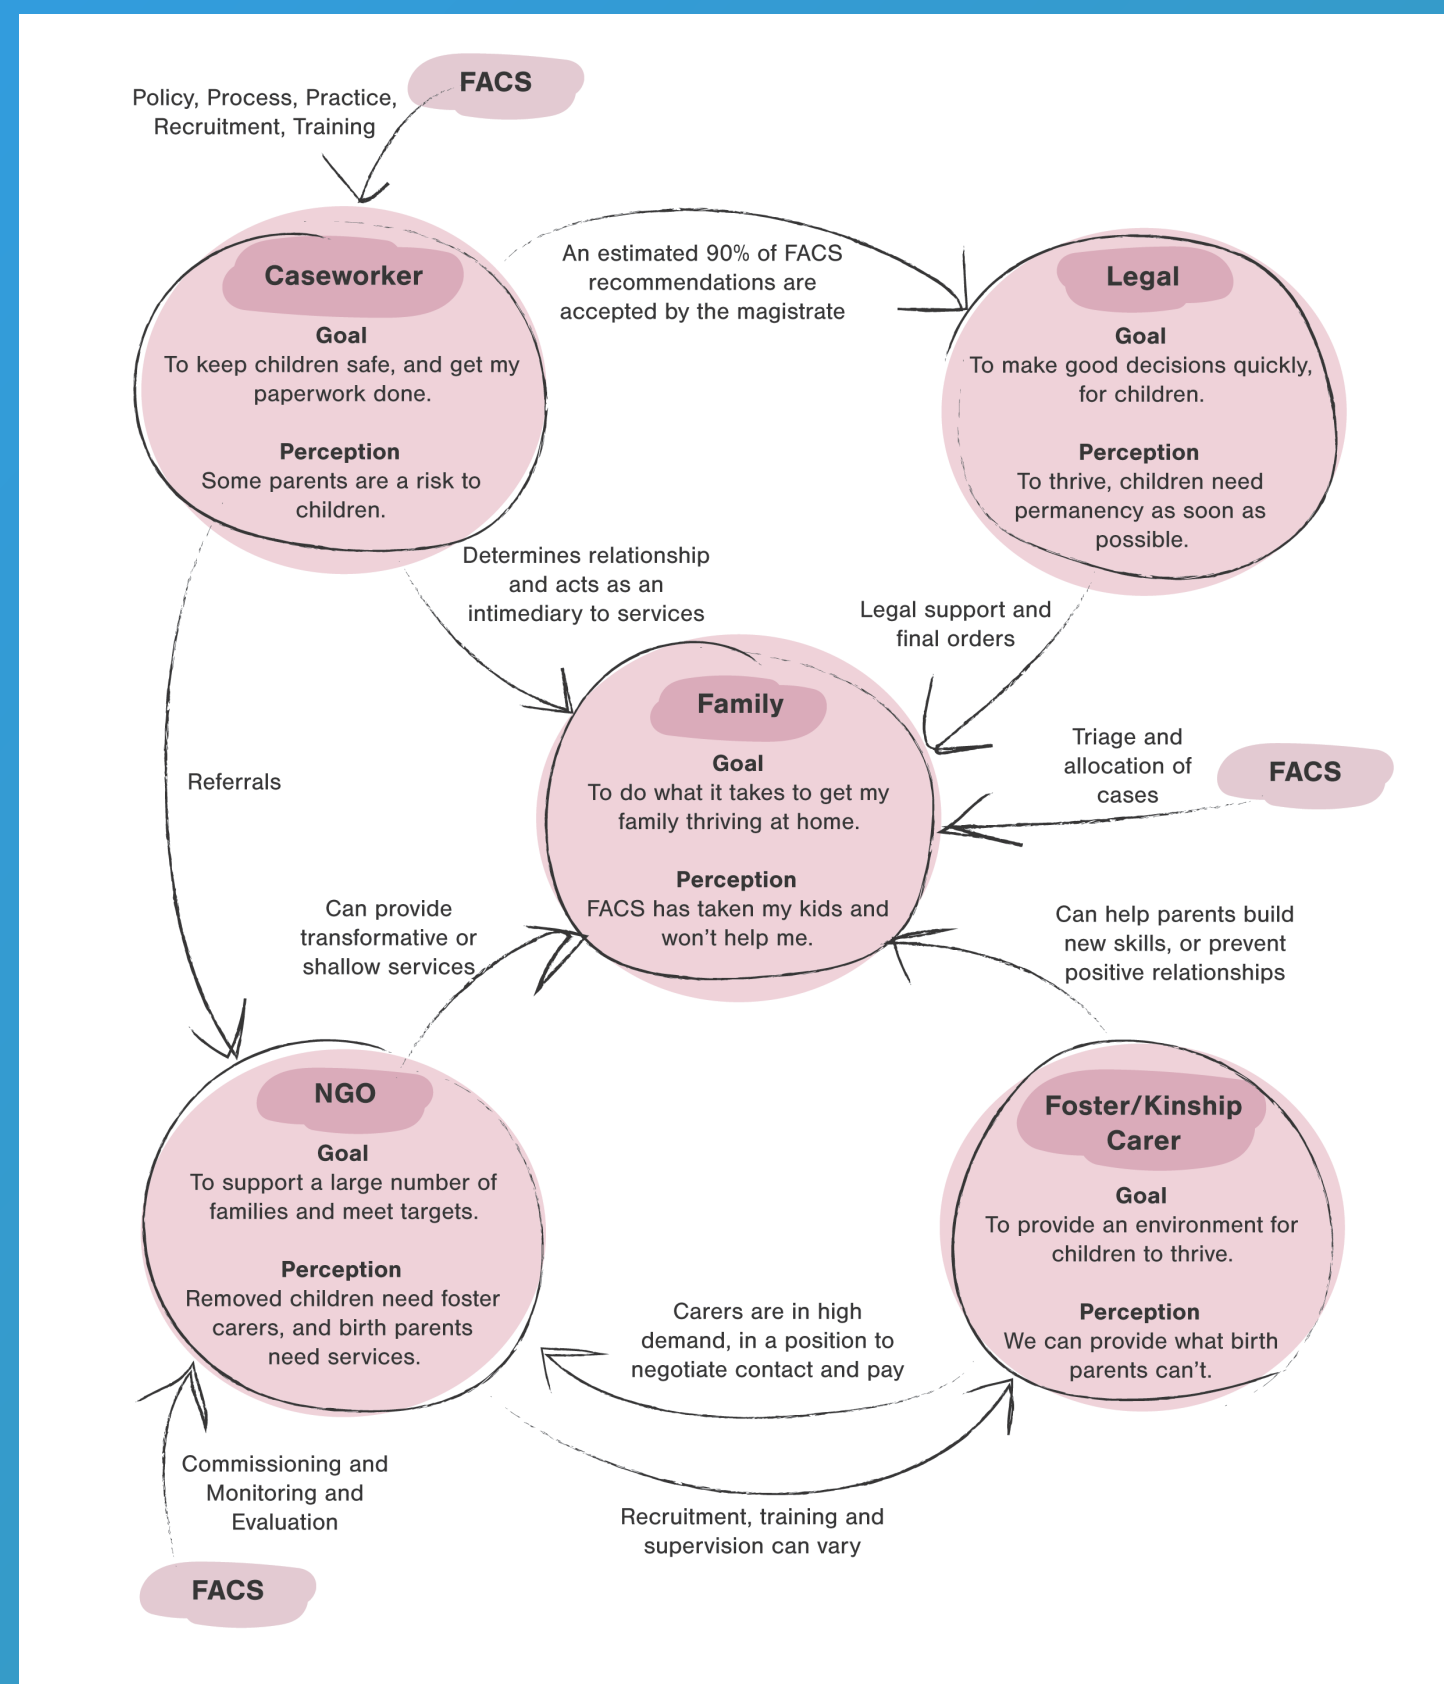 FACS
Policy, Process, Practice,
Recruitment, Training
Caseworker
Goal
To keep children safe, and get my
paperwork done.
Perception
Some parents are a risk to
children.
An estimated 90% of FACS
recommendations are
accepted by the magistrate
Legal
Goal
To make good decisions quickly,
for children.
Perception
To thrive, children need
permanency as soon as
possible.
Determines relationship
and acts as an
intimediary to services
Legal support and
final orders
Family
Goal
To do what it takes to get my
family thriving at home.
Perception
FACS has taken my kids and
won't help me.
Triage and
allocation of
cases
FACS
Referrals
Can provide
transformative or
shallow services
Can help parents build
new skills, or prevent
positive relationships
NGO
Goal
To support a large number of
families and meet targets.
Perception
Removed children need foster
carers, and birth parents
need services.
Foster/Kinship
Carer
Goal
To provide an environment for
children to thrive.
Perception
We can provide what birth
parents can't.
Carers are in high
demand, in a position to
negotiate contact and pay
Commissioning and
Monitoring and
Evaluation
Recruitment, training and
supervision can vary
FACS